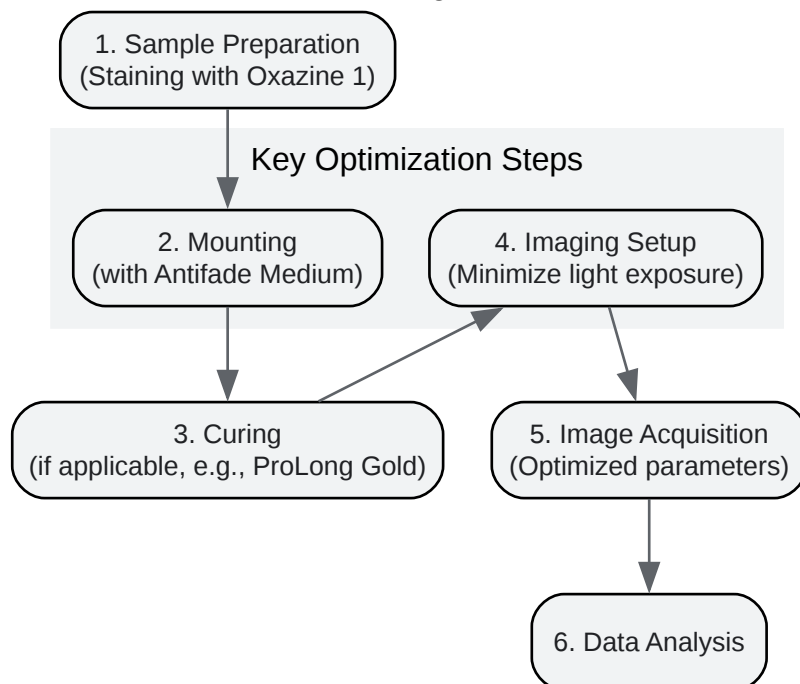 1. Sample Preparation
(Staining with Oxazine 1)
Key Optimization Steps
2. Mounting
(with Antifade Medium)
4. Imaging Setup
(Minimize light exposure)
3. Curing
(if applicable, e.g., ProLong Gold)
5. Image Acquisition
(Optimized parameters)
6. Data Analysis